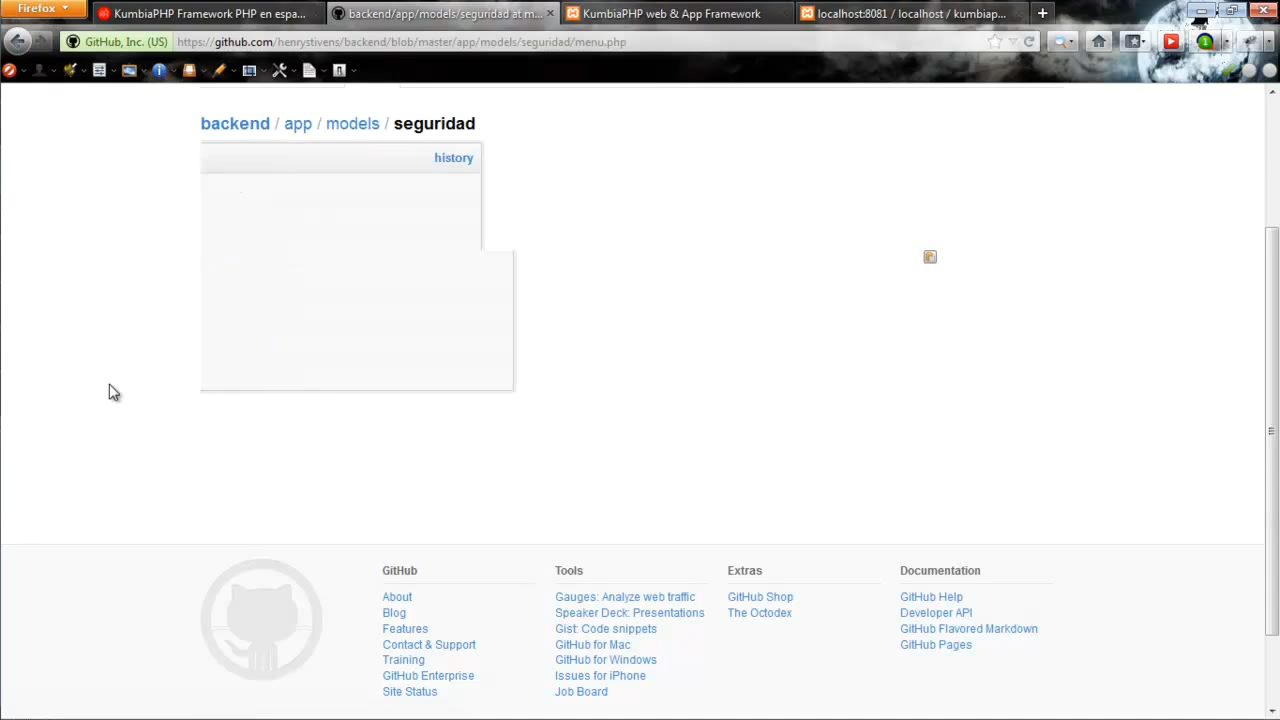 Firefox
KumbiaPHP Framework PHP en espa...
backend/app/models/seguridad at m...
KumbiaPHP web & App Framework
localhost:8081 / localhost / kumbiap...
GitHub, Inc. (US)
https://github.com/henrystivens/backend/blob/master/app/models/seguridad/menu.php
backend / app / models / seguridad
history
GitHub
About
Blog
Features
Contact & Support
Training
GitHub Enterprise
Site Status
Tools
Gauges: Analyze web traffic
Speaker Deck: Presentations
Gist: Code snippets
GitHub for Mac
GitHub for Windows
Issues for iPhone
Job Board
Extras
GitHub Shop
The Octodex
Documentation
GitHub Help
Developer API
GitHub Flavored Markdown
GitHub Pages